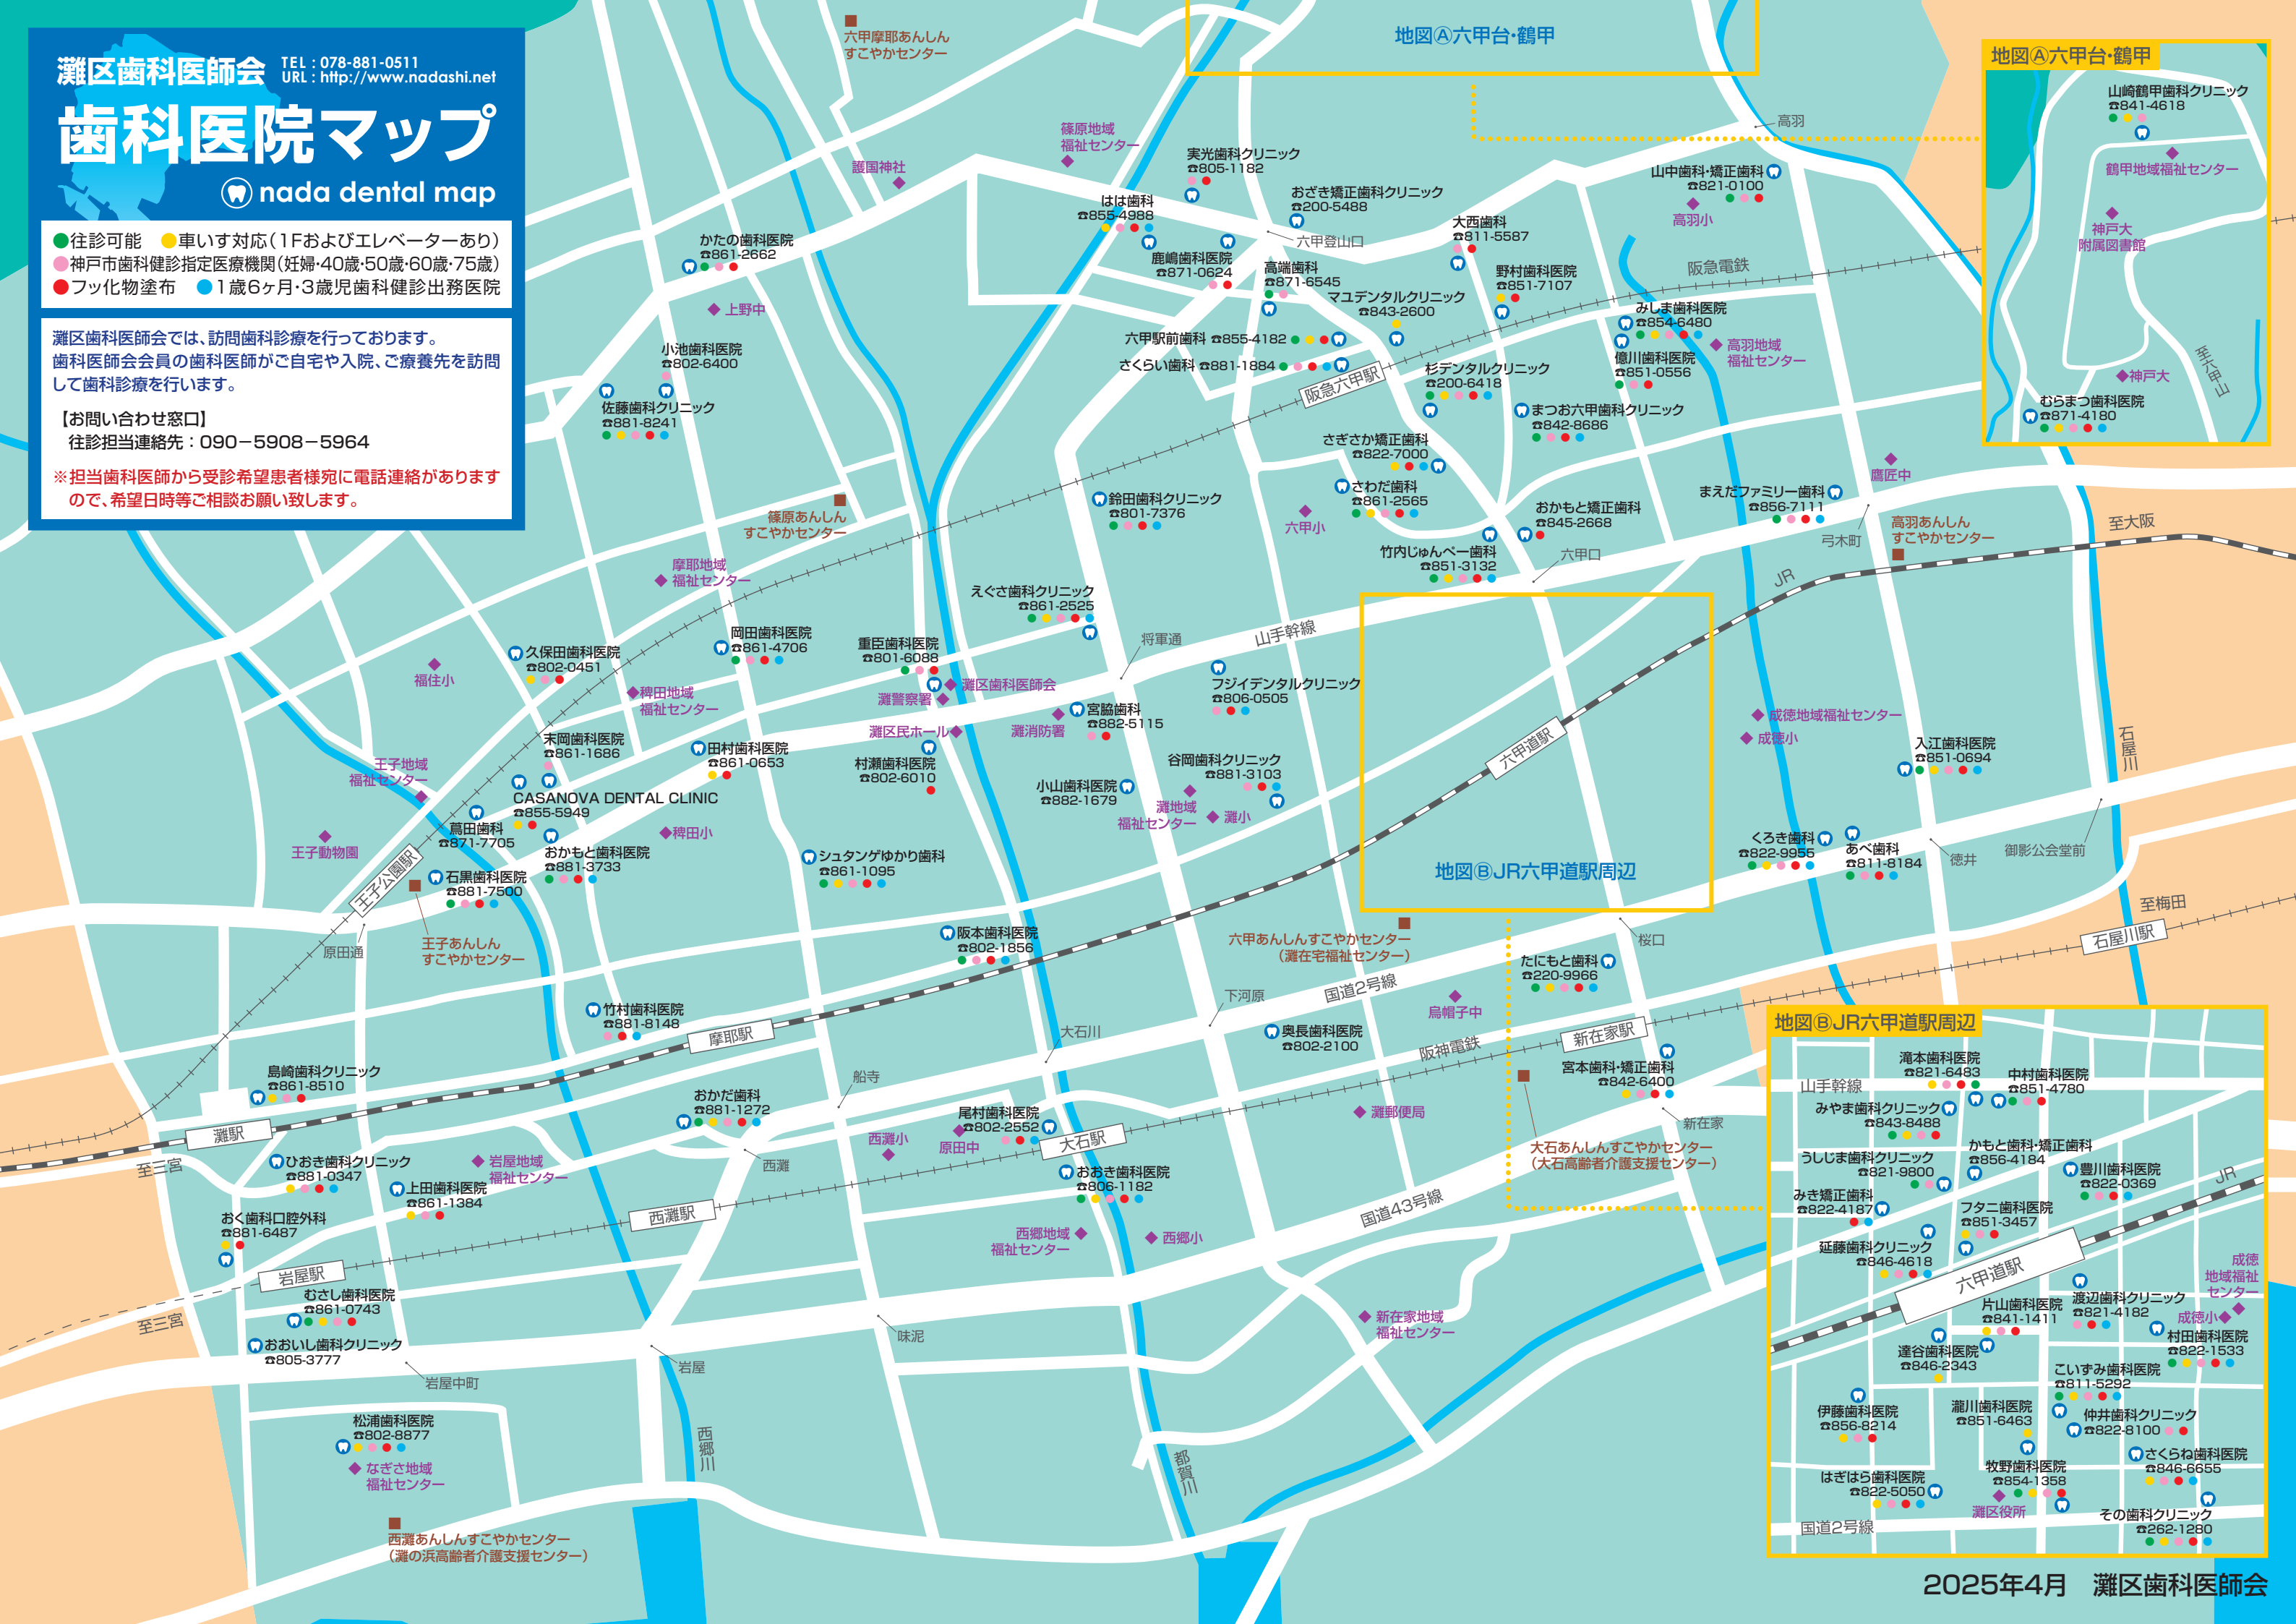 灘区歯科医師会
TEL : 078-881-0511
URL : http://www.nadashi.net
歯科医院マップ
nada dental map
●往診可能 ●車いす対応(1Fおよびエレベーターあり)
●神戸市歯科健診指定医療機関(妊婦・40歳・50歳・60歳・75歳)
●フッ化物塗布 ●1歳6ヶ月・3歳児歯科健診出務医院
灘区歯科医師会では、訪問歯科診療を行っております。
歯科医師会会員の歯科医師がご自宅や入院、ご療養先を訪問
して歯科診療を行います。
【お問い合わせ窓口】
往診担当連絡先：090－5908－5964
※担当歯科医師から受診希望患者様宛に電話連絡があります
ので、希望日時等ご相談お願い致します。
六甲摩耶あんしん
すこやかセンター
地図Ⓐ六甲台・鶴甲
高羽
篠原地域
福祉センター
護国神社
実光歯科クリニック
☎805-1182
はは歯科
☎855-4988
おざき矯正歯科クリニック
☎200-5488
六甲登山口
山中歯科・矯正歯科
☎821-0100
高羽小
大西歯科
☎811-5587
かたの歯科医院
☎861-2662
上野中
鹿嶋歯科医院
☎871-0624
高端歯科
☎871-6545
マユデンタルクリニック
☎843-2600
野村歯科医院
☎851-7107
阪急電鉄
みしま歯科医院
☎854-6480
高羽地域
福祉センター
億川歯科医院
☎851-0556
六甲駅前歯科 ☎855-4182
さくらい歯科 ☎881-1884
阪急六甲駅
杉デンタルクリニック
☎200-6418
まつお六甲歯科クリニック
☎842-8686
小池歯科医院
☎802-6400
佐藤歯科クリニック
☎881-8241
さぎさか矯正歯科
☎822-7000
さわだ歯科
☎861-2565
六甲小
鈴田歯科クリニック
☎801-7376
篠原あんしん
すこやかセンター
おかもと矯正歯科
☎845-2668
竹内じゅんペー歯科
☎851-3132
六甲口
まえだファミリー歯科
☎856-7111
鷹匠中
弓木町
高羽あんしん
すこやかセンター
至大阪
JR
摩耶地域
福祉センター
えぐさ歯科クリニック
☎861-2525
将軍通
山手幹線
久保田歯科医院
☎802-0451
岡田歯科医院
☎861-4706
重臣歯科医院
☎801-6088
灘区歯科医師会
灘警察署
灘区民ホール
灘消防署
宮脇歯科
☎882-5115
フジイデンタルクリニック
☎806-0505
福住小
稗田地域
福祉センター
末岡歯科医院
☎861-1686
田村歯科医院
☎861-0653
村瀬歯科医院
☎802-6010
小山歯科医院
☎882-1679
谷岡歯科クリニック
☎881-3103
灘地域
福祉センター
灘小
六甲道駅
地図ⒷJR六甲道駅周辺
成徳地域福祉センター
成徳小
入江歯科医院
☎851-0694
石屋川
王子地域
福祉センター
CASANOVA DENTAL CLINIC
☎855-5949
蔦田歯科
☎871-7705
おかもと歯科医院
☎881-3733
稗田小
王子動物園
王子公園駅
石黒歯科医院
☎881-7500
シュタンゲゆかり歯科
☎861-1095
くろき歯科
☎822-9955
あべ歯科
☎811-8184
徳井
御影公会堂前
至梅田
石屋川駅
原田通
王子あんしん
すこやかセンター
阪本歯科医院
☎802-1856
六甲あんしんすこやかセンター
(灘在宅福祉センター)
桜口
たにもと歯科
☎220-9966
国道2号線
下河原
烏帽子中
竹村歯科医院
☎881-8148
摩耶駅
大石川
奥長歯科医院
☎802-2100
阪神電鉄
新在家駅
宮本歯科・矯正歯科
☎842-6400
新在家
島崎歯科クリニック
☎861-8510
船寺
おかだ歯科
☎881-1272
尾村歯科医院
☎802-2552
灘郵便局
灘駅
西灘小
原田中
大石駅
西灘
大石あんしんすこやかセンター
(大石高齢者介護支援センター)
至三宮
ひおき歯科クリニック
☎881-0347
岩屋地域
福祉センター
上田歯科医院
☎861-1384
おおき歯科医院
☎806-1182
西灘駅
国道43号線
おく歯科口腔外科
☎881-6487
西郷地域
福祉センター
西郷小
岩屋駅
むさし歯科医院
☎861-0743
至三宮
おおいし歯科クリニック
☎805-3777
味泥
岩屋
岩屋中町
新在家地域
福祉センター
松浦歯科医院
☎802-8877
なぎさ地域
福祉センター
西郷川
都賀川
西灘あんしんすこやかセンター
(灘の浜高齢者介護支援センター)
地図Ⓐ六甲台・鶴甲
山崎鶴甲歯科クリニック
☎841-4618
鶴甲地域福祉センター
神戸大
附属図書館
至六甲山
神戸大
むらまつ歯科医院
☎871-4180
地図ⒷJR六甲道駅周辺
滝本歯科医院
☎821-6483
山手幹線
中村歯科医院
☎851-4780
みやま歯科クリニック
☎843-8488
かもと歯科・矯正歯科
☎856-4184
うしじま歯科クリニック
☎821-9800
豊川歯科医院
☎822-0369
JR
みき矯正歯科
☎822-4187
フタニ歯科医院
☎851-3457
延藤歯科クリニック
☎846-4618
六甲道駅
成徳
地域福祉
センター
成徳小
片山歯科医院
☎841-1411
渡辺歯科クリニック
☎821-4182
村田歯科医院
☎822-1533
達谷歯科医院
☎846-2343
こいずみ歯科医院
☎811-5292
伊藤歯科医院
☎856-8214
瀧川歯科医院
☎851-6463
仲井歯科クリニック
☎822-8100
さくらね歯科医院
☎846-6655
はぎはら歯科医院
☎822-5050
牧野歯科医院
☎854-1358
灘区役所
その歯科クリニック
☎262-1280
国道2号線
2025年4月 灘区歯科医師会